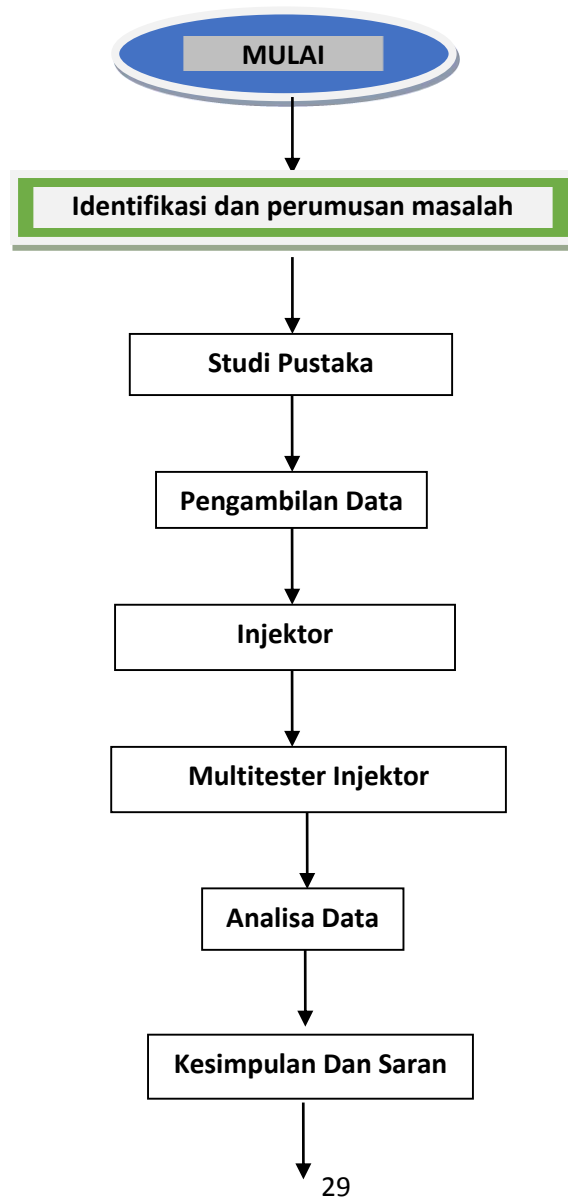 MULAI
Identifikasi dan perumusan masalah
Studi Pustaka
Pengambilan Data
Injektor
Multitester Injektor
Analisa Data
Kesimpulan Dan Saran
29